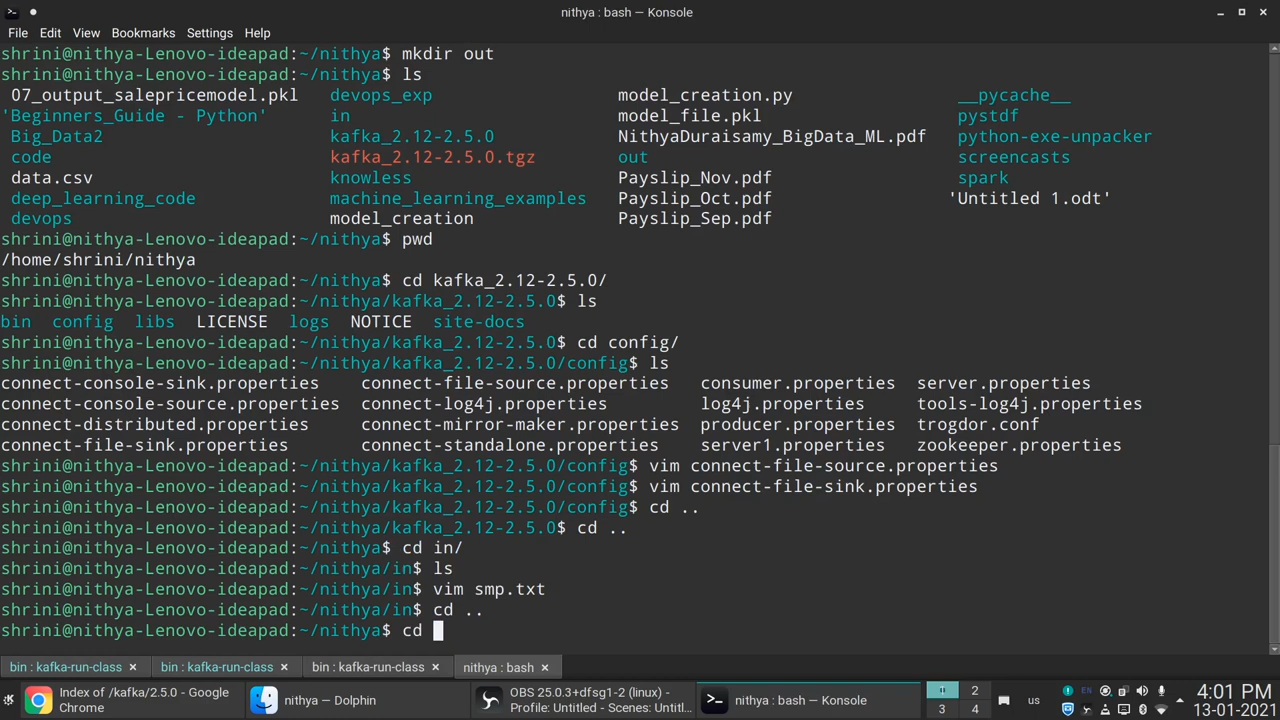 nithya : bash — Konsole
File Edit View Bookmarks Settings Help
shrini@nithya-Lenovo-ideapad:~/nithya$ mkdir out
shrini@nithya-Lenovo-ideapad:~/nithya$ ls
07_output_salepricemodel.pkl devops_exp model_creation.py __pycache__
'Beginners_Guide - Python' in model_file.pkl pystdf
Big_Data2 kafka_2.12-2.5.0 NithyaDuraisamy_BigData_ML.pdf python-exe-unpacker
code kafka_2.12-2.5.0.tgz out screencasts
data.csv knowless Payslip_Nov.pdf spark
deep_learning_code machine_learning_examples Payslip_Oct.pdf 'Untitled 1.odt'
devops model_creation Payslip_Sep.pdf
shrini@nithya-Lenovo-ideapad:~/nithya$ pwd
/home/shrini/nithya
shrini@nithya-Lenovo-ideapad:~/nithya$ cd kafka_2.12-2.5.0/
shrini@nithya-Lenovo-ideapad:~/nithya/kafka_2.12-2.5.0$ ls
bin config libs LICENSE logs NOTICE site-docs
shrini@nithya-Lenovo-ideapad:~/nithya/kafka_2.12-2.5.0$ cd config/
shrini@nithya-Lenovo-ideapad:~/nithya/kafka_2.12-2.5.0/config$ ls
connect-console-sink.properties connect-file-source.properties consumer.properties server.properties
connect-console-source.properties connect-log4j.properties log4j.properties tools-log4j.properties
connect-distributed.properties connect-mirror-maker.properties producer.properties trogdor.conf
connect-file-sink.properties connect-standalone.properties server1.properties zookeeper.properties
shrini@nithya-Lenovo-ideapad:~/nithya/kafka_2.12-2.5.0/config$ vim connect-file-source.properties
shrini@nithya-Lenovo-ideapad:~/nithya/kafka_2.12-2.5.0/config$ vim connect-file-sink.properties
shrini@nithya-Lenovo-ideapad:~/nithya/kafka_2.12-2.5.0/config$ cd ..
shrini@nithya-Lenovo-ideapad:~/nithya/kafka_2.12-2.5.0$ cd ..
shrini@nithya-Lenovo-ideapad:~/nithya$ cd in/
shrini@nithya-Lenovo-ideapad:~/nithya/in$ ls
shrini@nithya-Lenovo-ideapad:~/nithya/in$ vim smp.txt
shrini@nithya-Lenovo-ideapad:~/nithya/in$ cd ..
shrini@nithya-Lenovo-ideapad:~/nithya$ cd
bin : kafka-run-class bin : kafka-run-class bin : kafka-run-class nithya : bash
Index of /kafka/2.5.0 - Google Chrome
nithya — Dolphin
OBS 25.0.3+dfsg1-2 (linux) - Profile: Untitled - Scenes: Untitl...
nithya : bash — Konsole
2
3 4
us
EN
4:01 PM
13-01-2021